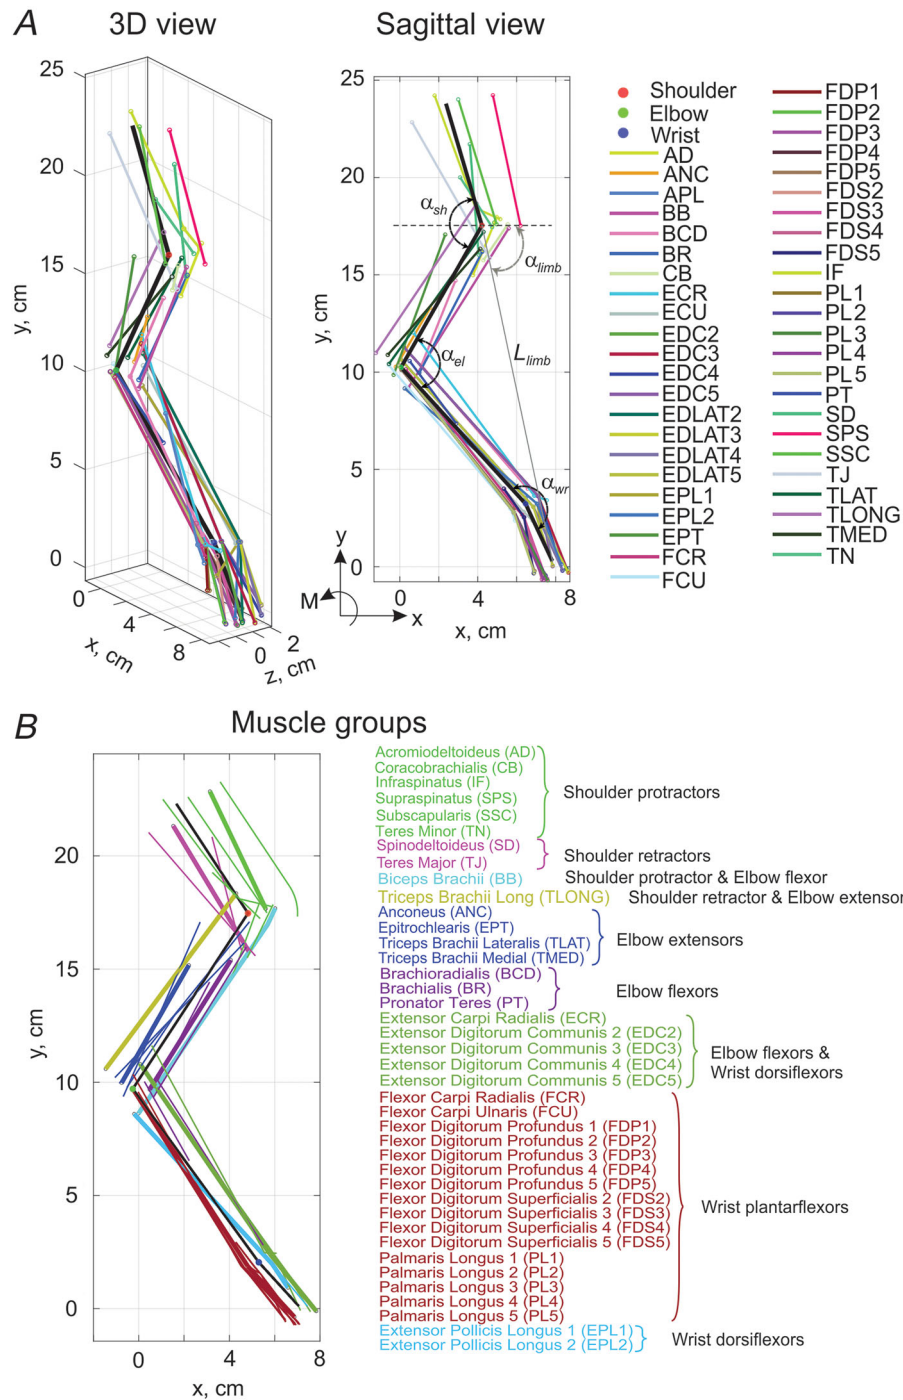 A 3D view Sagittal view
25
20
15
10
5
0
y, cm
0
4
8
x, cm
2
0
z, cm
25
20
15
10
5
0
y, cm
0 4 8
x, cm
αsh
αlimb
αel
Llimb
αwr
y
M
x
Shoulder
Elbow
Wrist
AD
ANC
APL
BB
BCD
BR
CB
ECR
ECU
EDC2
EDC3
EDC4
EDC5
EDLAT2
EDLAT3
EDLAT4
EDLAT5
EPL1
EPL2
EPT
FCR
FCU
FDP1
FDP2
FDP3
FDP4
FDP5
FDS2
FDS3
FDS4
FDS5
IF
PL1
PL2
PL3
PL4
PL5
PT
SD
SPS
SSC
TJ
TLAT
TLONG
TMED
TN
B Muscle groups
20
15
10
5
0
y, cm
0 4 8
x, cm
Acromiodeltoideus (AD)
Coracobrachialis (CB)
Infraspinatus (IF)
Supraspinatus (SPS)
Subscapularis (SSC)
Teres Minor (TN)
Shoulder protractors
Spinodeltoideus (SD)
Teres Major (TJ)
Shoulder retractors
Biceps Brachii (BB) Shoulder protractor & Elbow flexor
Triceps Brachii Long (TLONG) Shoulder retractor & Elbow extensor
Anconeus (ANC)
Epitrochlearis (EPT)
Triceps Brachii Lateralis (TLAT)
Triceps Brachii Medial (TMED)
Elbow extensors
Brachioradialis (BCD)
Brachialis (BR)
Pronator Teres (PT)
Elbow flexors
Extensor Carpi Radialis (ECR)
Extensor Digitorum Communis 2 (EDC2)
Extensor Digitorum Communis 3 (EDC3)
Extensor Digitorum Communis 4 (EDC4)
Extensor Digitorum Communis 5 (EDC5)
Elbow flexors &
Wrist dorsiflexors
Flexor Carpi Radialis (FCR)
Flexor Carpi Ulnaris (FCU)
Flexor Digitorum Profundus 1 (FDP1)
Flexor Digitorum Profundus 2 (FDP2)
Flexor Digitorum Profundus 3 (FDP3)
Flexor Digitorum Profundus 4 (FDP4)
Flexor Digitorum Profundus 5 (FDP5)
Flexor Digitorum Superficialis 2 (FDS2)
Flexor Digitorum Superficialis 3 (FDS3)
Flexor Digitorum Superficialis 4 (FDS4)
Flexor Digitorum Superficialis 5 (FDS5)
Palmaris Longus 1 (PL1)
Palmaris Longus 2 (PL2)
Palmaris Longus 3 (PL3)
Palmaris Longus 4 (PL4)
Palmaris Longus 5 (PL5)
Wrist plantarflexors
Extensor Pollicis Longus 1 (EPL1)
Extensor Pollicis Longus 2 (EPL2)
Wrist dorsiflexors